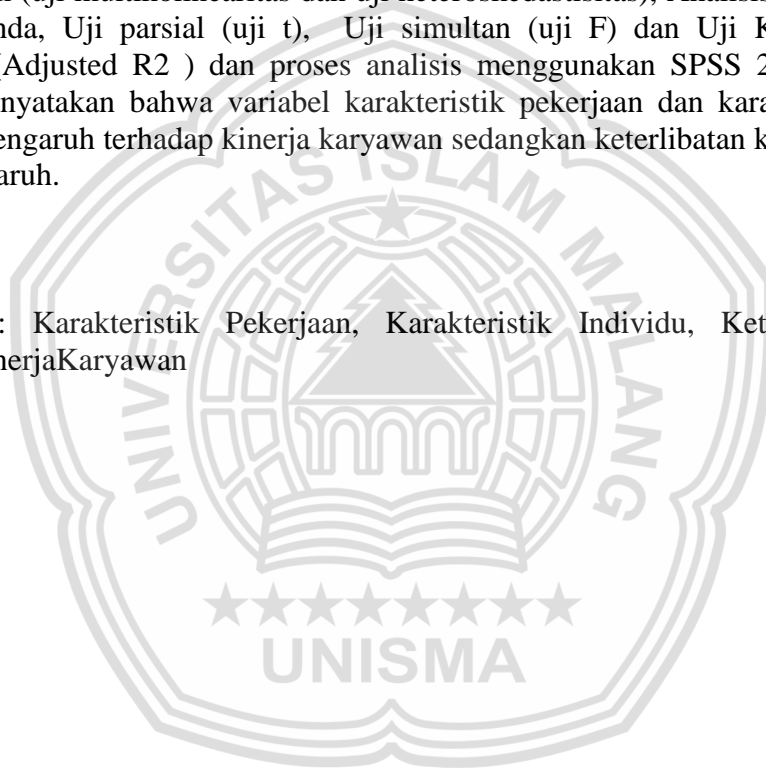 (uji multikolinearitas dan uji heteroskedastisitas), Analisis
nda, Uji parsial (uji t), Uji simultan (uji F) dan Uji K
(Adjusted R2 ) dan proses analisis menggunakan SPSS 2
nyatakan bahwa variabel karakteristik pekerjaan dan kara
engaruh terhadap kinerja karyawan sedangkan keterlibatan k
aruh.
: Karakteristik Pekerjaan, Karakteristik Individu, Ket
nerjaKaryawan
UNIVERSITAS ISLAM MALANG
UNISMA